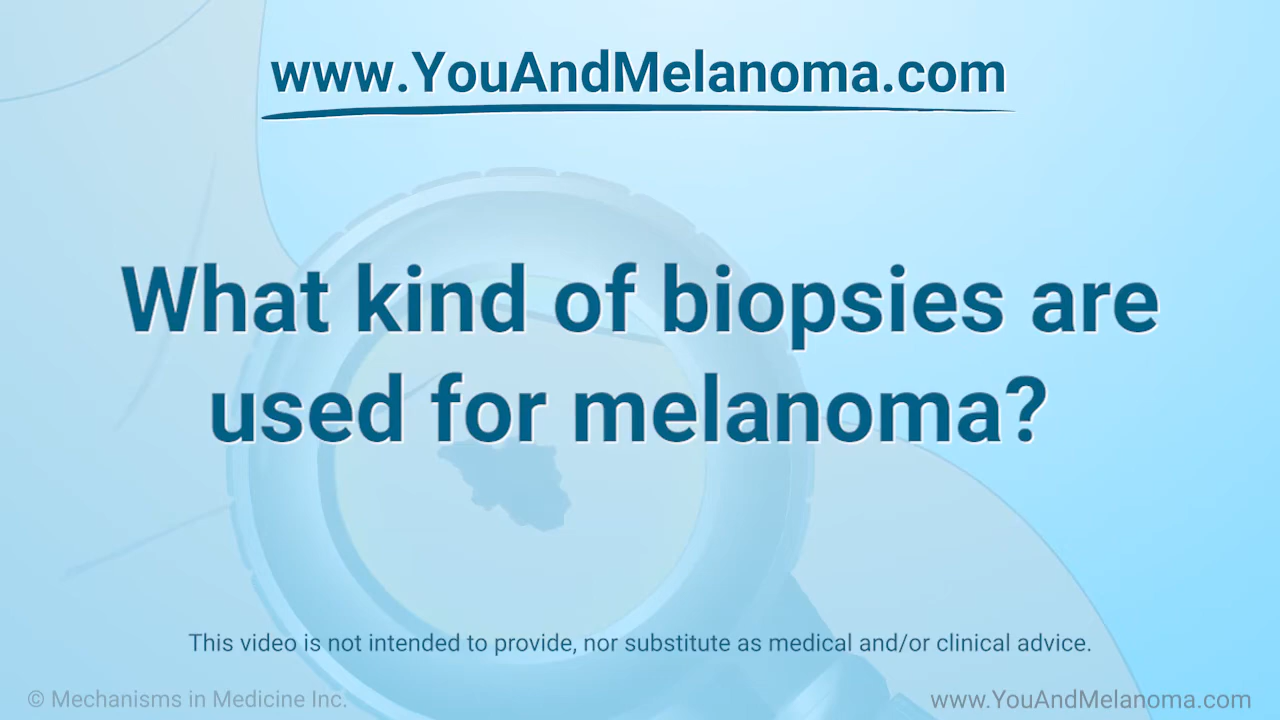 www.YouAndMelanoma.com
What kind of biopsies are
used for melanoma?
This video is not intended to provide, nor substitute as medical and/or clinical advice.
© Mechanisms in Medicine Inc.
www.YouAndMelanoma.com